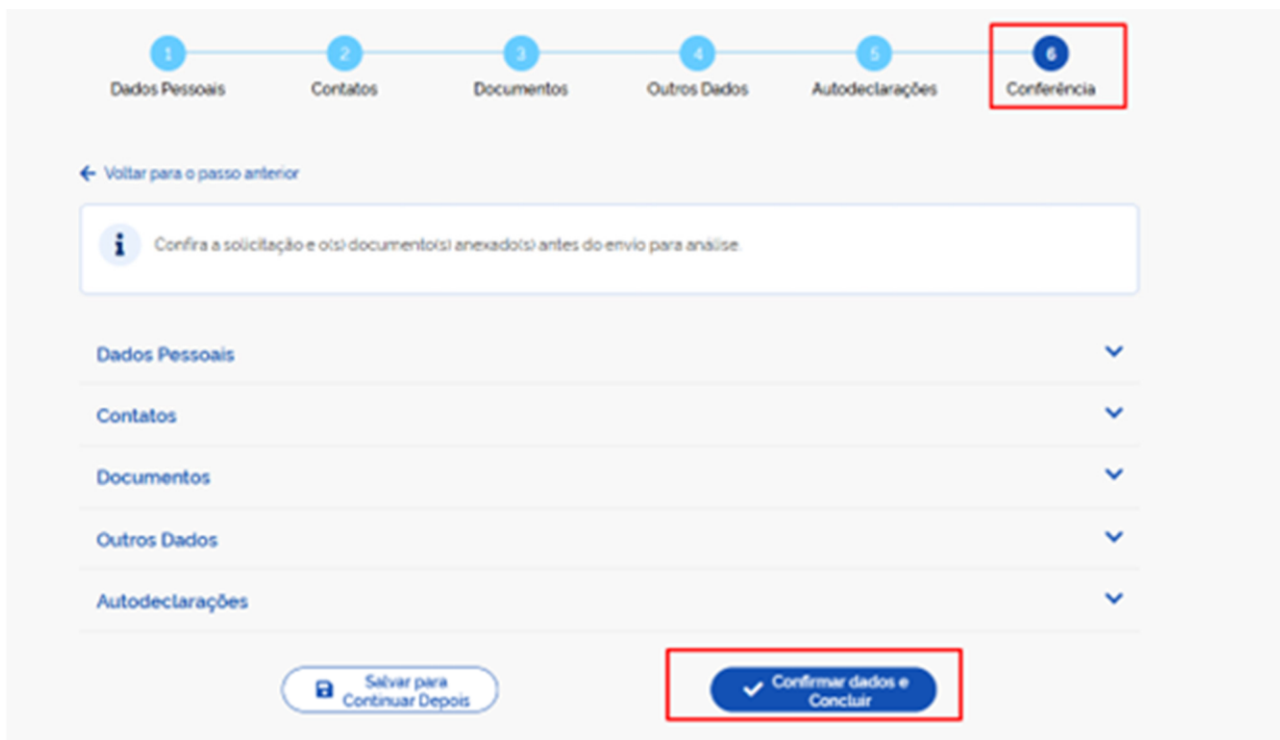 1 2 3 4 5 6
Dados Pessoais Contatos Documentos Outros Dados Autodeclarações Conferência
Voltar para o passo anterior
Confira a solicitação e o(s) documento(s) anexado(s) antes do envio para análise.
Dados Pessoais
Contatos
Documentos
Outros Dados
Autodeclarações
Salvar para
Continuar Depois
Confirmar dados e
Concluir